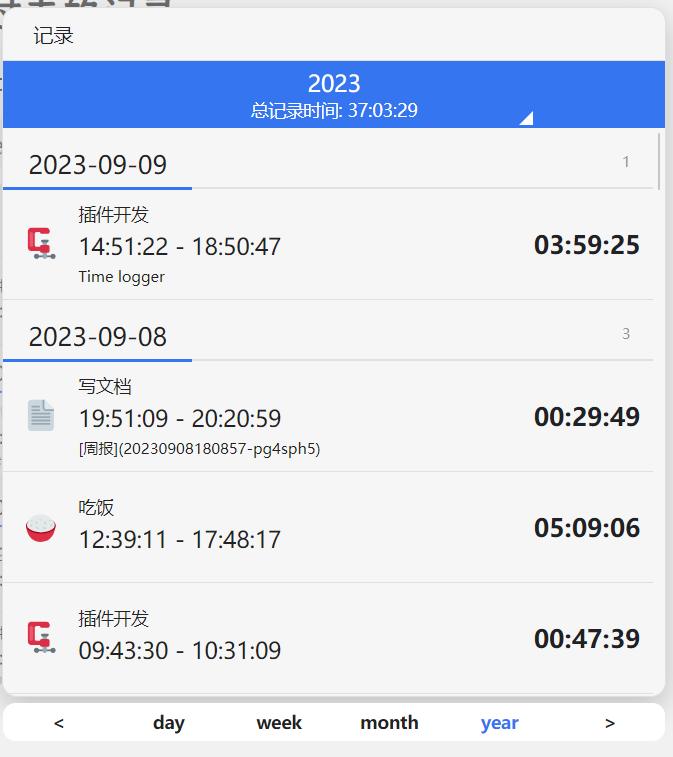 记录
2023
总记录时间: 37:03:29
2023-09-09
1
插件开发
14:51:22 - 18:50:47
03:59:25
Time logger
2023-09-08
3
写文档
19:51:09 - 20:20:59
00:29:49
[周报](20230908180857-pg4sph5)
吃饭
12:39:11 - 17:48:17
05:09:06
插件开发
09:43:30 - 10:31:09
00:47:39
< day week month year >